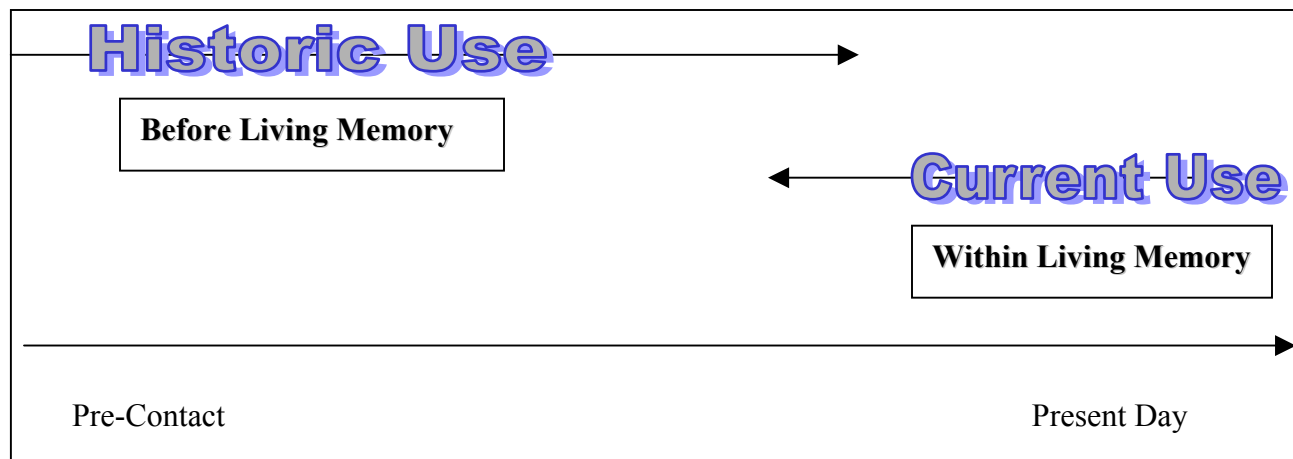 Historic Use
Before Living Memory
Current Use
Within Living Memory
Pre-Contact
Present Day